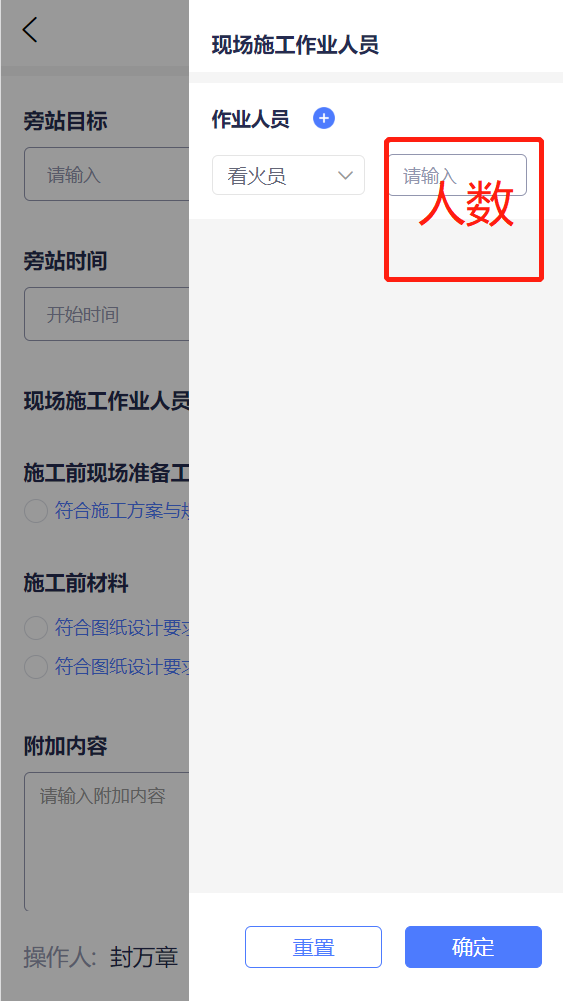 旁站目标
请输入
旁站时间
开始时间
现场施工作业人员
施工前现场准备工
符合施工方案与规
施工前材料
符合图纸设计要求
符合图纸设计要求
附加内容
请输入附加内容
操作人: 封万章
现场施工作业人员
作业人员
看火员
请输入
人数
重置
确定